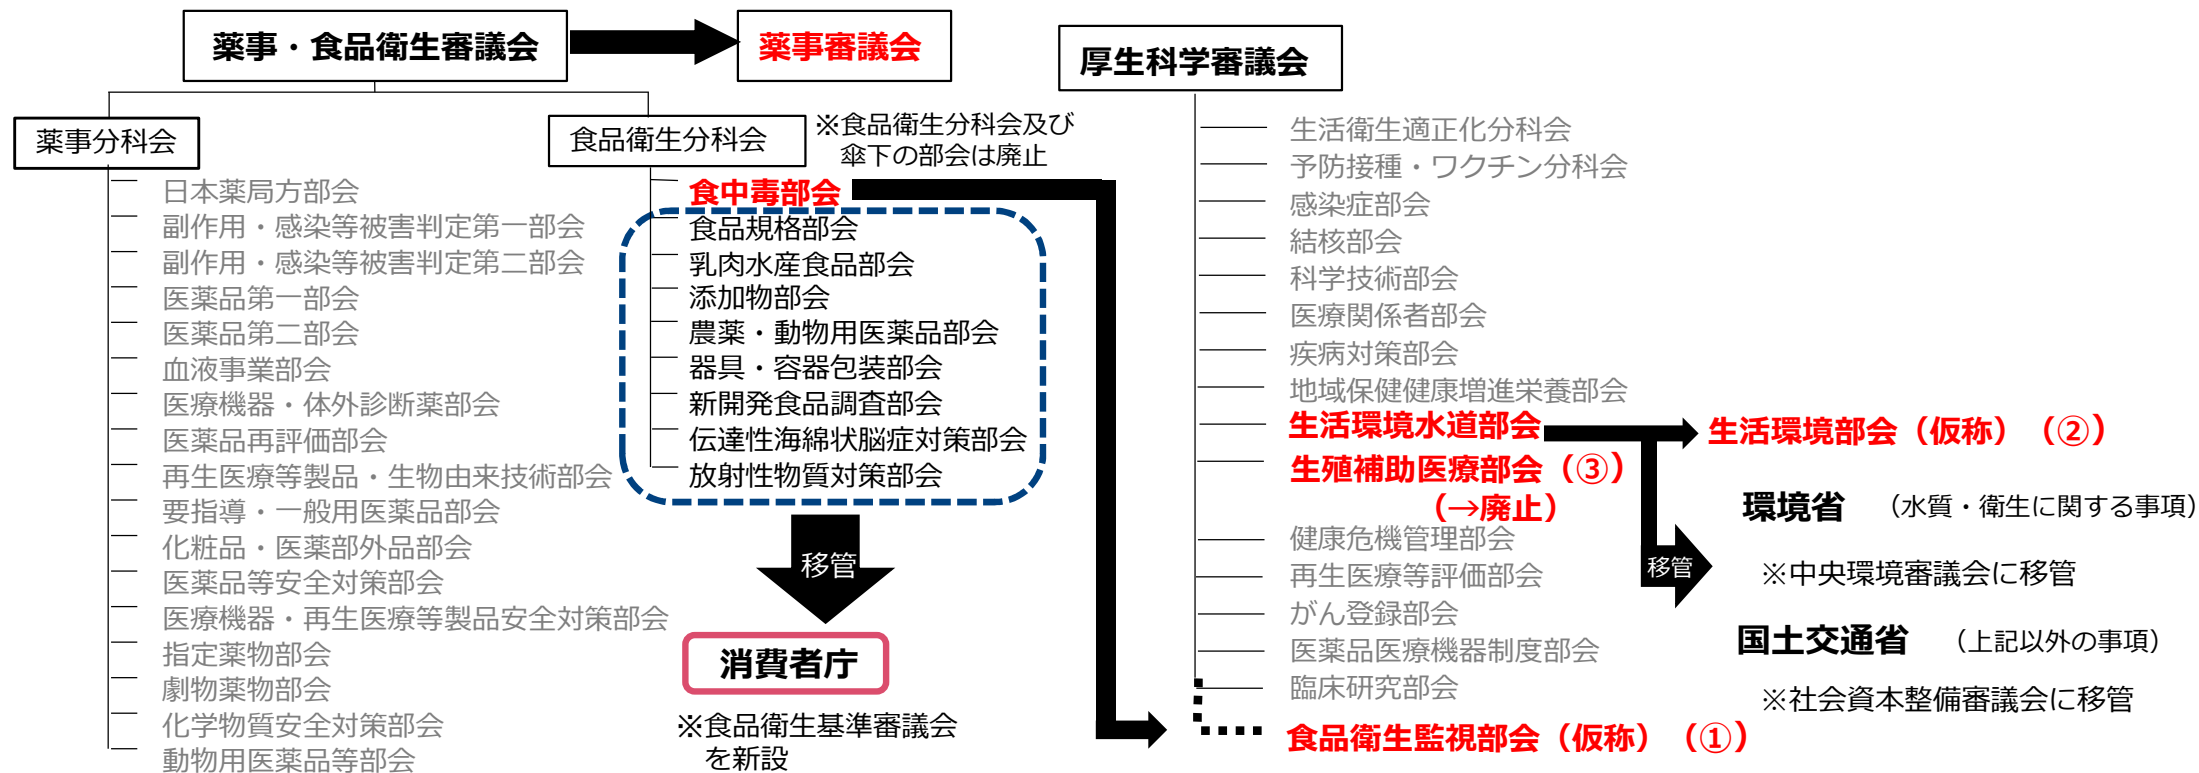 薬事・食品衛生審議会
薬事審議会
薬事分科会
日本薬局方部会
副作用・感染等被害判定第一部会
副作用・感染等被害判定第二部会
医薬品第一部会
医薬品第二部会
血液事業部会
医療機器・体外診断薬部会
医薬品再評価部会
再生医療等製品・生物由来技術部会
要指導・一般用医薬品部会
化粧品・医薬部外品部会
医薬品等安全対策部会
医療機器・再生医療等製品安全対策部会
指定薬物部会
劇物薬物部会
化学物質安全対策部会
動物用医薬品等部会
食品衛生分科会
※食品衛生分科会及び
傘下の部会は廃止
食中毒部会
食品規格部会
乳肉水産食品部会
添加物部会
農薬・動物用医薬品部会
器具・容器包装部会
新開発食品調査部会
伝達性海綿状脳症対策部会
放射性物質対策部会
移管
消費者庁
※食品衛生基準審議会
を新設
厚生科学審議会
生活衛生適正化分科会
予防接種・ワクチン分科会
感染症部会
結核部会
科学技術部会
医療関係者部会
疾病対策部会
地域保健健康増進栄養部会
生活環境水道部会
生殖補助医療部会（③）
（→廃止）
健康危機管理部会
再生医療等評価部会
がん登録部会
医薬品医療機器制度部会
臨床研究部会
食品衛生監視部会（仮称）（①）
生活環境部会（仮称）（②）
移管
環境省 （水質・衛生に関する事項）
※中央環境審議会に移管
国土交通省 （上記以外の事項）
※社会資本整備審議会に移管